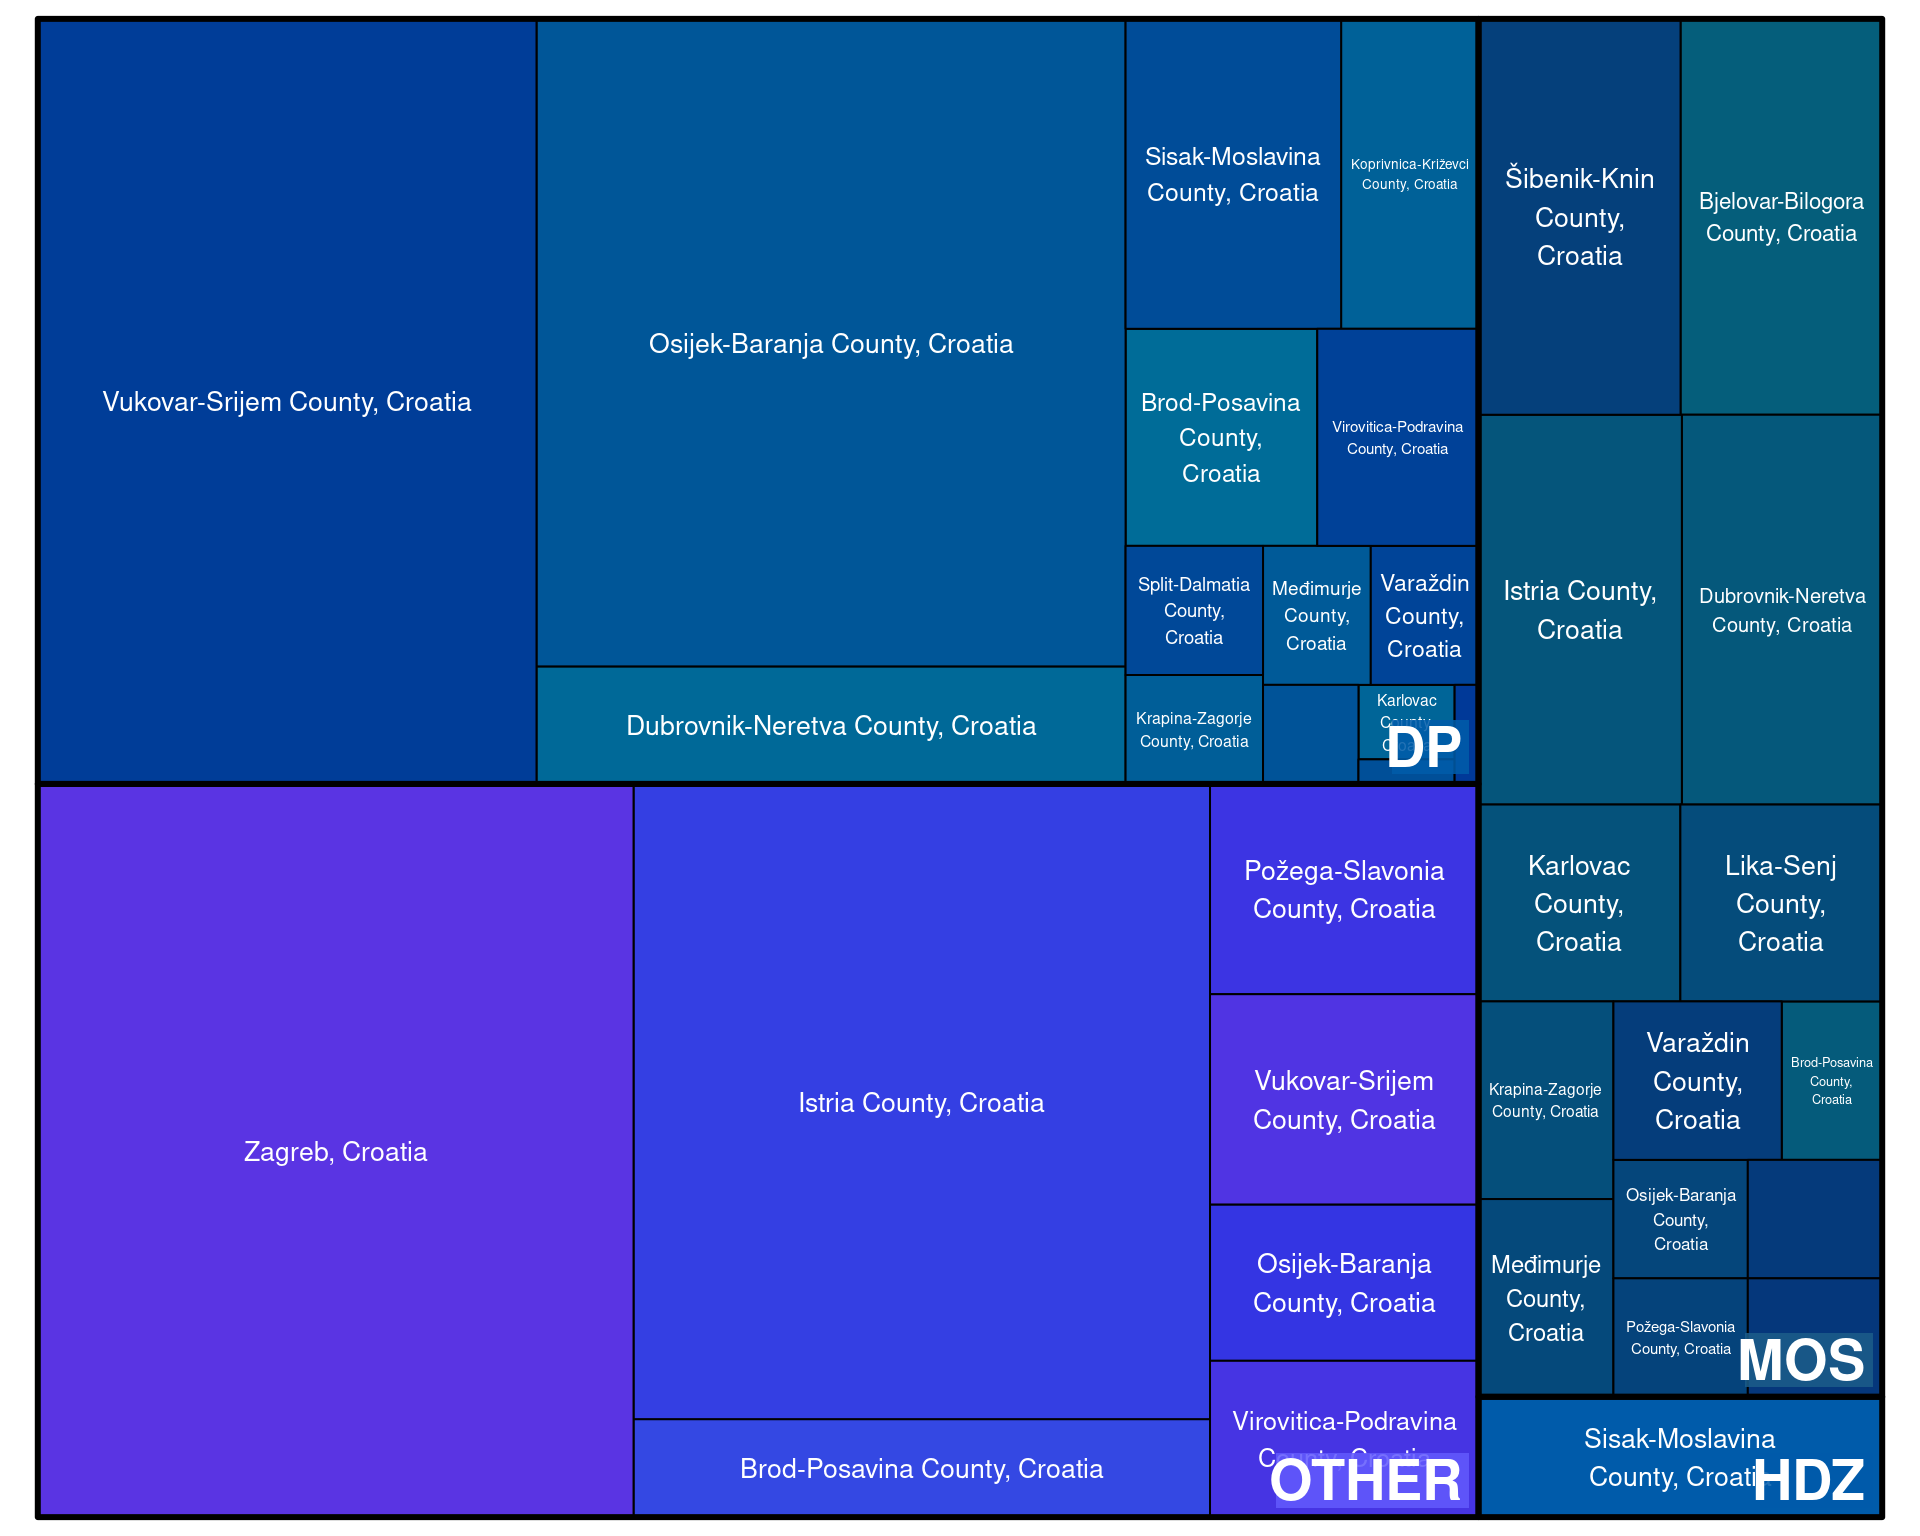 Vukovar-Srijem County, Croatia
Osijek-Baranja County, Croatia
Dubrovnik-Neretva County, Croatia
Sisak-Moslavina
County, Croatia
Koprivnica-Križevci
County, Croatia
Brod-Posavina
County,
Croatia
Virovitica-Podravina
County, Croatia
Split-Dalmatia
County,
Croatia
Međimurje
County,
Croatia
Varaždin
County,
Croatia
Krapina-Zagorje
County, Croatia
Karlovac
County,
Croatia
DP
Zagreb, Croatia
Istria County, Croatia
Brod-Posavina County, Croatia
Požega-Slavonia
County, Croatia
Vukovar-Srijem
County, Croatia
Osijek-Baranja
County, Croatia
Virovitica-Podravina
County, Croatia
OTHER
Šibenik-Knin
County,
Croatia
Bjelovar-Bilogora
County, Croatia
Istria County,
Croatia
Dubrovnik-Neretva
County, Croatia
Karlovac
County,
Croatia
Lika-Senj
County,
Croatia
Krapina-Zagorje
County, Croatia
Varaždin
County,
Croatia
Brod-Posavina
County,
Croatia
Međimurje
County,
Croatia
Osijek-Baranja
County,
Croatia
Požega-Slavonia
County, Croatia
MOS
Sisak-Moslavina
County, Croatia
HDZ